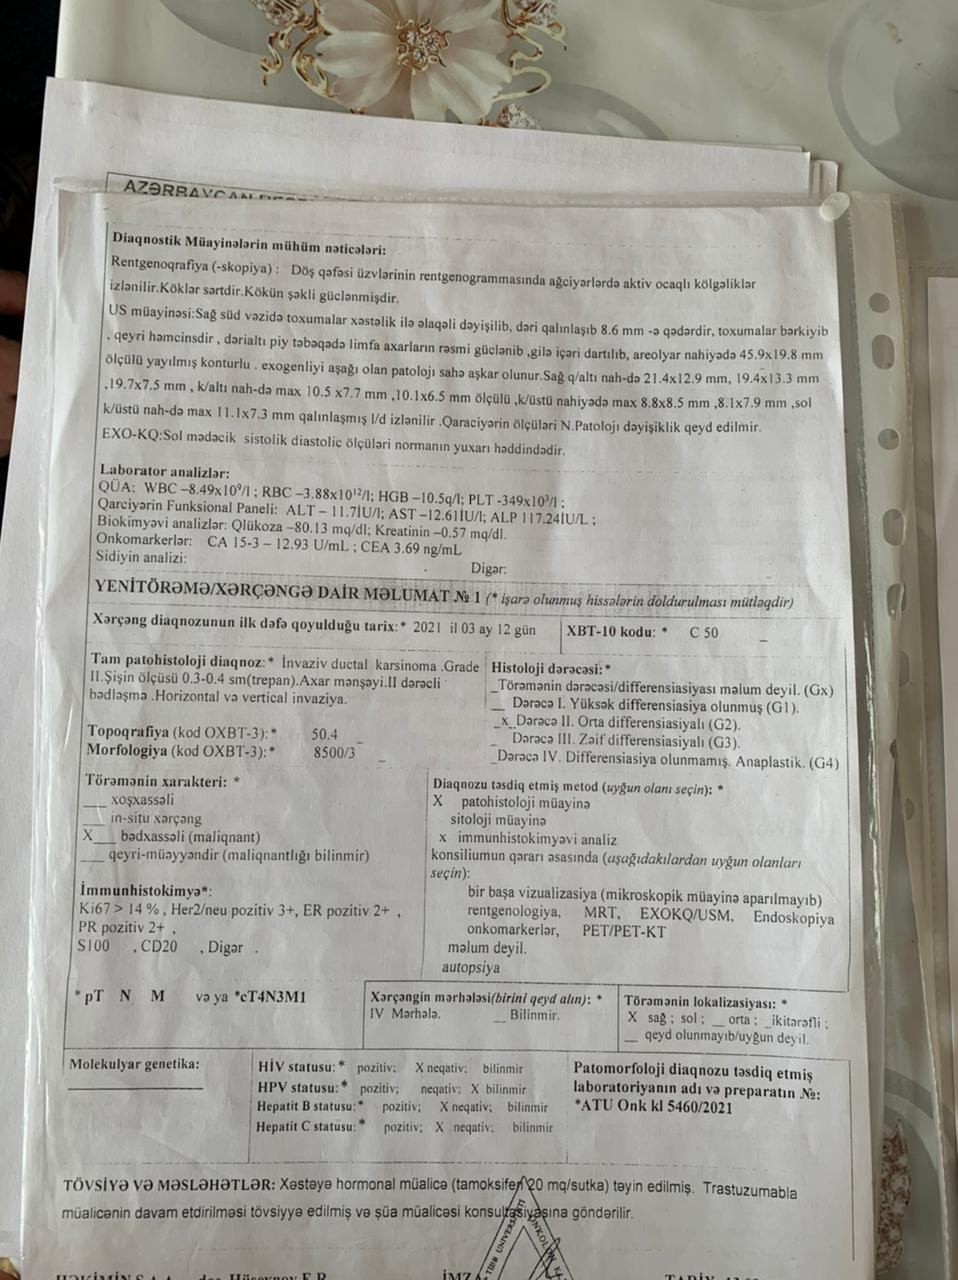 AZƏRBAYCAN
Diaqnostik Müayinələrin mühüm nəticələri:
Rentgenoqrafiya (-skopiya) : Döş qəfəsi üzvlərinin rentgenogrammasında ağciyərlərdə aktiv ocaqlı kölgəliklər
izlənilir.Köklər sərtdir.Kökün şəkli güclənmişdir.
US müayinəsi:Sağ süd vəzidə toxumalar xəstəlik ilə əlaqəli dəyişilib, dəri qalınlaşıb 8.6 mm -ə qədərdir, toxumalar bərkiyib
. qeyri həmcinsdir , dərialtı piy təbəqədə limfa axarların rəsmi güclənib ,gilə içəri dartılıb, areolyar nahiyədə 45.9x19.8 mm
ölçülü yayılmış konturlu . exogenliyi aşağı olan patoloji sahə aşkar olunur.Sağ q/altı nah-də 21.4x12.9 mm, 19.4x13.3 mm
.19.7x7.5 mm , k/altı nah-də max 10.5 x7.7 mm ,10.1x6.5 mm ölçülü ,k/üstü nahiyədə max 8.8x8.5 mm ,8.1x7.9 mm ,sol
k/üstü nah-də max 11.1x7.3 mm qalınlaşmış l/d izlənilir .Qaraciyərin ölçüləri N.Patoloji dəyişiklik qeyd edilmir.
EXO-KQ:Sol mədəcik sistolik diastolic ölçüləri normanın yuxarı həddindədir.
Laborator analizlər:
QÜA: WBC –8.49x10⁹/l ; RBC –3.88x10¹²/l; HGB –10.5q/l; PLT -349x10³/l ;
Qarciyərin Funksional Paneli: ALT – 11.7İU/l; AST –12.61İU/l; ALP 117.24İU/L ;
Biokimyəvi analizlər: Qlükoza –80.13 mq/dl; Kreatinin –0.57 mq/dl.
Onkomarkerlər: CA 15-3 – 12.93 U/mL ; CEA 3.69 ng/mL
Sidiyin analizi: Digər:
YENİTÖRƏMƏ/XƏRÇƏNGƏ DAİR MƏLUMAT № 1 (* işarə olunmuş hissələrin doldurulması mütləqdir)
Xərçəng diaqnozunun ilk dəfə qoyulduğu tarix:* 2021 il 03 ay 12 gün XBT-10 kodu: * C 50 _
Tam patohistoloji diaqnoz:* İnvaziv ductal karsinoma .Grade
II.Şişin ölçüsü 0.3-0.4 sm(trepan).Axar mənşəyi.II dərəcli
bədləşmə .Horizontal və vertical invaziya.
Topoqrafiya (kod OXBT-3):* 50.4 _
Morfologiya (kod OXBT-3):* 8500/3 _
Histoloji dərəcəsi:*
_Törəmənin dərəcəsi/differensiasiyası məlum deyil. (Gx)
__ Dərəcə I. Yüksək differensiasiya olunmuş (G1).
_x_Dərəcə II. Orta differensiasiyalı (G2).
_ Dərəcə III. Zəif differensiyalı (G3).
_Dərəcə IV. Differensiasiya olunmamış. Anaplastik. (G4)
Törəmənin xarakteri: *
___ xoşxassəli
___ in-situ xərçəng
X___ bədxassəli (maliqnant)
___ qeyri-müəyyəndir (maliqnantlığı bilinmir)
İmmunhistokimyə*:
Ki67 > 14 % , Her2/neu pozitiv 3+, ER pozitiv 2+ ,
PR pozitiv 2+ ,
S100 , CD20 , Digər .
Diaqnozu təsdiq etmiş metod (uyğun olanı seçin): *
X patohistoloji müayinə
sitoloji müayinə
x immunhistokimyəvi analiz
konsiliumun qərarı əsasında (aşağıdakılardan uyğun olanları
seçin):
bir başa vizualizasiya (mikroskopik müayinə aparılmayıb)
rentgenologiya, MRT, EXOKQ/USM, Endoskopiya
onkomarkerlər, PET/PET-KT
məlum deyil.
autopsiya
* pT N M və ya *cT4N3M1
Xərçəngin mərhələsi(birini qeyd alın): *
IV Mərhələ. __ Bilinmir.
Törəmənin lokalizasiyası: *
X sağ ; sol ; __ orta ; _ikitərəfli ;
__ qeyd olunmayıb/uyğun deyil.
Molekulyar genetika:
HİV statusu:* pozitiv; X neqativ; bilinmir
HPV statusu:* pozitiv; neqativ; X bilinmir
Hepatit B statusu:* pozitiv; X neqativ; bilinmir
Hepatit C statusu:* pozitiv; X neqativ; bilinmir
Patomorfoloji diaqnozu təsdiq etmiş
laboratoriyanın adı və preparatın №:
*ATU Onk kl 5460/2021
TÖVSİYƏ VƏ MƏSLƏHƏTLƏR: Xəstəyə hormonal müalicə (tamoksifen 20 mq/sutka) təyin edilmiş. Trastuzumabla
müalicənin davam etdirilməsi tövsiyyə edilmiş və şüa müalicəsi konsultasiyasına göndərilir.
TİBB UNİVERSİTETİ